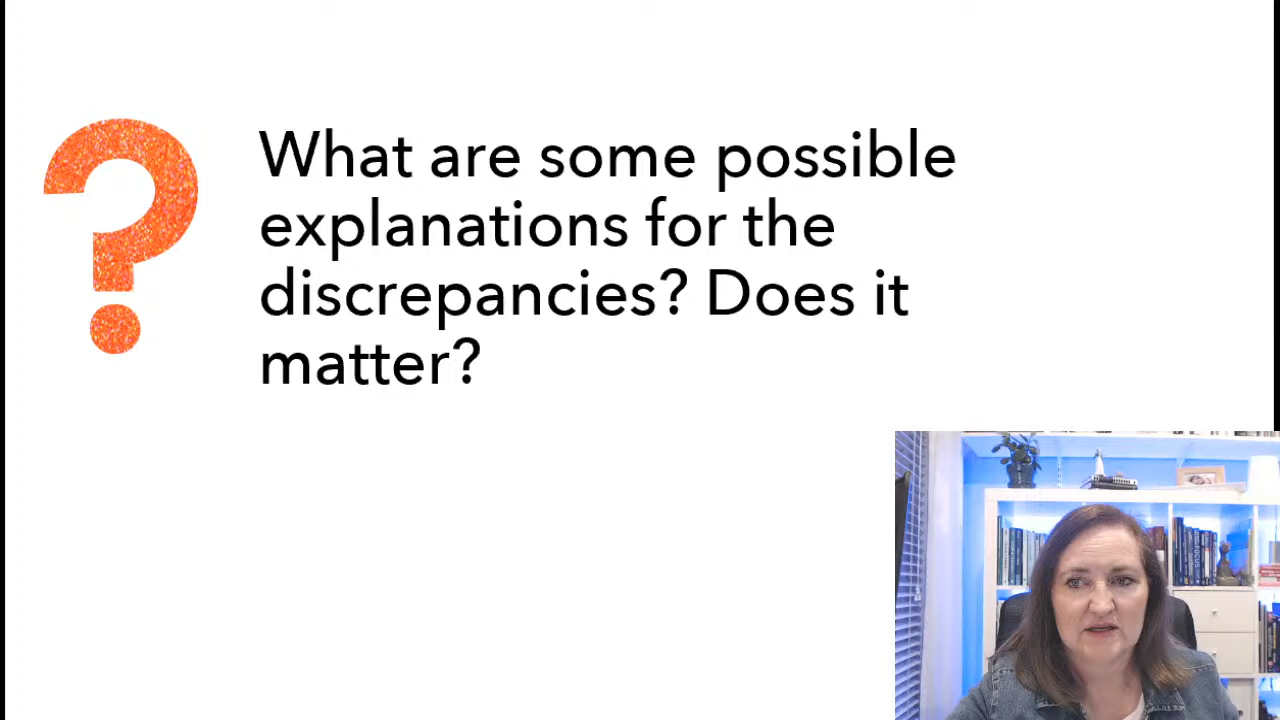 What are some possible
explanations for the
discrepancies? Does it
matter?